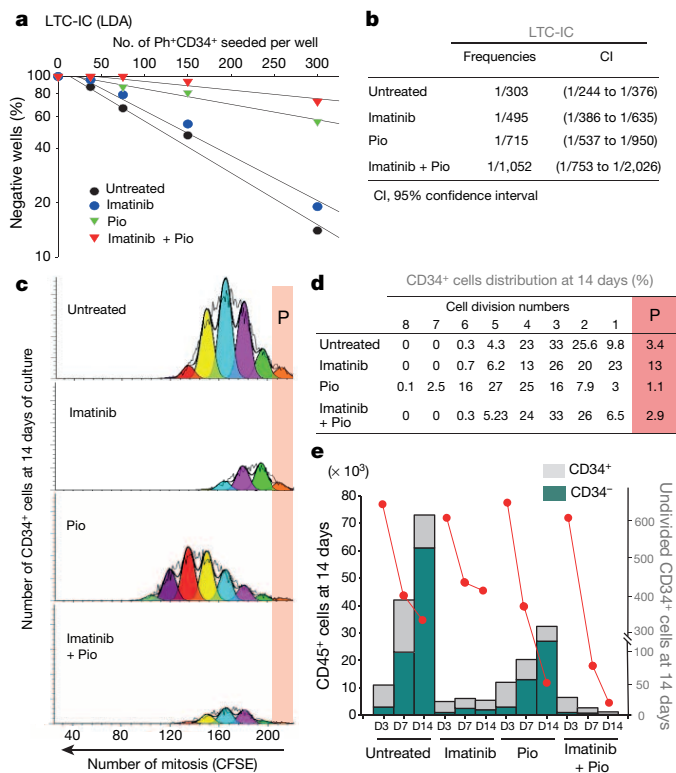 a LTC-IC (LDA)
No. of Ph+CD34+ seeded per well
0 50 100 150 200 250 300
100
80
60
40
20
10
Negative wells (%)
Untreated
Imatinib
Pio
Imatinib + Pio
b
LTC-IC
Frequencies CI
Untreated 1/303 (1/244 to 1/376)
Imatinib 1/495 (1/386 to 1/635)
Pio 1/715 (1/537 to 1/950)
Imatinib + Pio 1/1,052 (1/753 to 1/2,026)
CI, 95% confidence interval
c
Number of CD34+ cells at 14 days of culture
Untreated
P
Imatinib
Pio
Imatinib
+ Pio
40 80 120 160 200
Number of mitosis (CFSE)
d CD34+ cells distribution at 14 days (%)
Cell division numbers
8 7 6 5 4 3 2 1 P
Untreated 0 0 0.3 4.3 23 33 25.6 9.8 3.4
Imatinib 0 0 0.7 6.2 13 26 20 23 13
Pio 0.1 2.5 16 27 25 16 7.9 3 1.1
Imatinib
+ Pio 0 0 0.3 5.23 24 33 26 6.5 2.9
e
(× 10³)
CD34+
CD34−
80
70
60
50
40
30
20
10
0
CD45+ cells at 14 days
600
500
400
300
100
50
0
Undivided CD34+ cells at 14 days
D3 D7 D14 D3 D7 D14 D3 D7 D14 D3 D7 D14
Untreated Imatinib Pio Imatinib
+ Pio